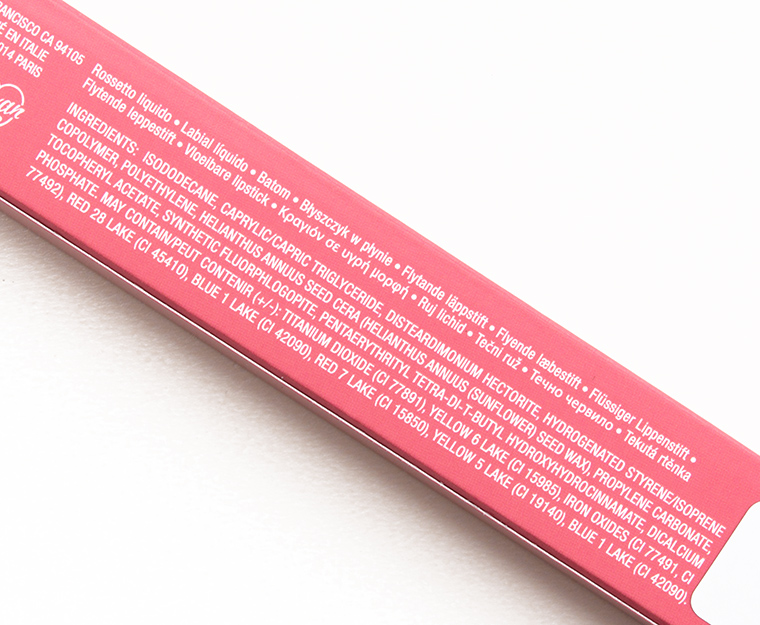 RANCISCO CA 94105
É EN ITALIE
014 PARIS
an
Rossetto liquido • Labial líquido • Batom • Błyszczyk w płynie • Flytande läppstift • Flyende læbestift • Flüssiger Lippenstift •
Flytende leppestift • Vloeibare lipstick • Κραγιόν σε υγρή μορφή • Ruj lichid • Tečni ruž • Течно червило • Tekutá rtěnka
INGREDIENTS: ISODODECANE, CAPRYLIC/CAPRIC TRIGLYCERIDE, DISTEARDIMONIUM HECTORITE, HYDROGENATED STYRENE/ISOPRENE
COPOLYMER, POLYETHYLENE, HELIANTHUS ANNUUS SEED CERA (HELIANTHUS ANNUUS (SUNFLOWER) SEED WAX), PROPYLENE CARBONATE,
TOCOPHERYL ACETATE, SYNTHETIC FLUORPHLOGOPITE, PENTAERYTHRITYL TETRA-DI-T-BUTYL HYDROXYHYDROCINNAMATE, DICALCIUM
PHOSPHATE. MAY CONTAIN/PEUT CONTENIR (+/-): TITANIUM DIOXIDE (CI 77891), YELLOW 6 LAKE (CI 15985), IRON OXIDES (CI 77491, CI
77492), RED 28 LAKE (CI 45410), BLUE 1 LAKE (CI 42090), RED 7 LAKE (CI 15850), YELLOW 5 LAKE (CI 19140), BLUE 1 LAKE (CI 42090).